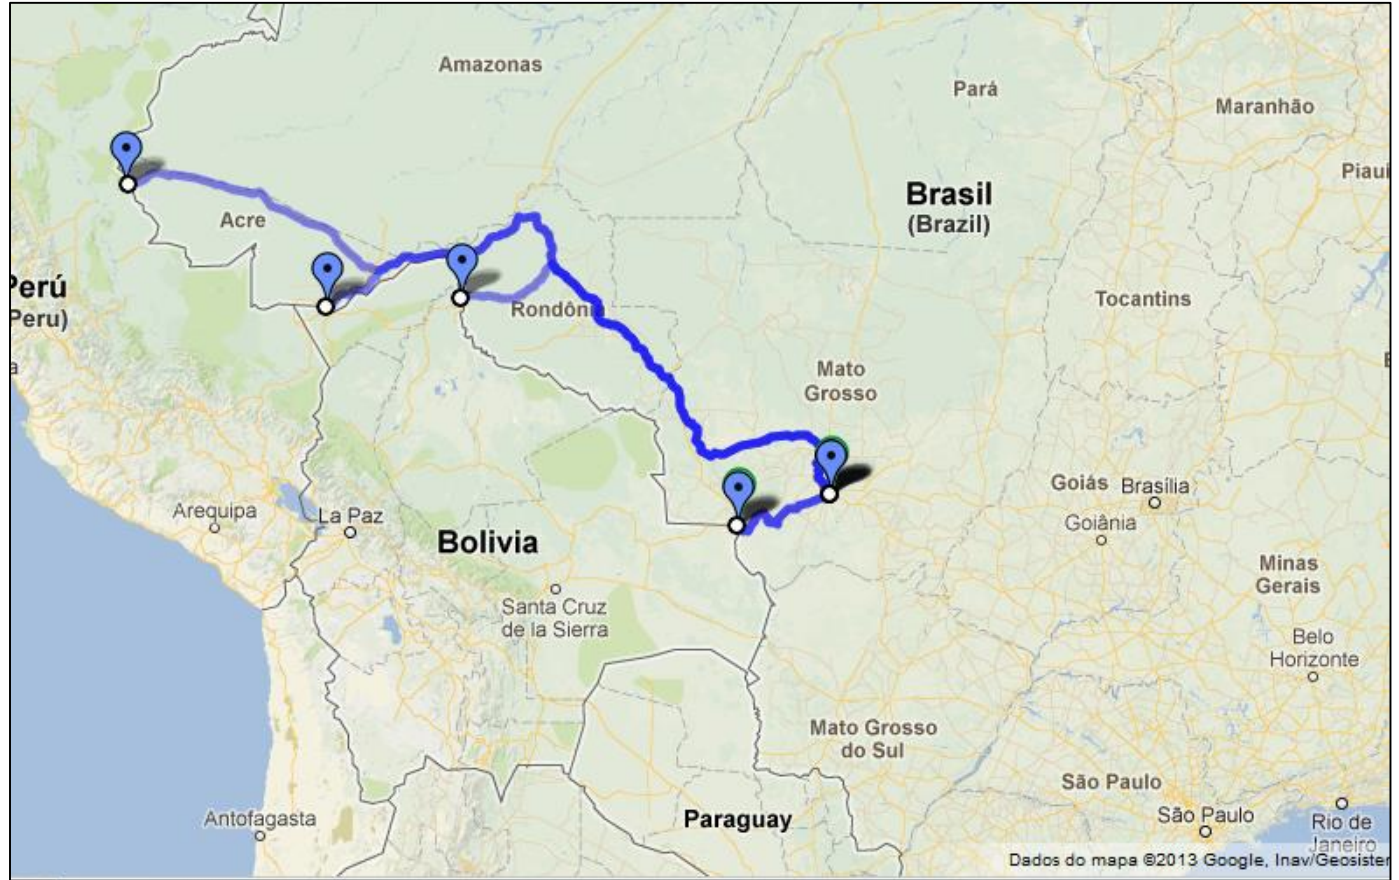 Amazonas
Pará
Maranhão
Piauí
Brasil
(Brazil)
Acre
Perú
Peru)
Rondônia
Tocantins
Mato
Grosso
Goiás
Brasília
Goiânia
Arequipa
La Paz
Bolivia
Santa Cruz
de la Sierra
Minas
Gerais
Belo
Horizonte
Mato Grosso
do Sul
São Paulo
São Paulo
Rio de
Janeiro
Antofagasta
Paraguay
Dados do mapa ©2013 Google, Inav/Geosister